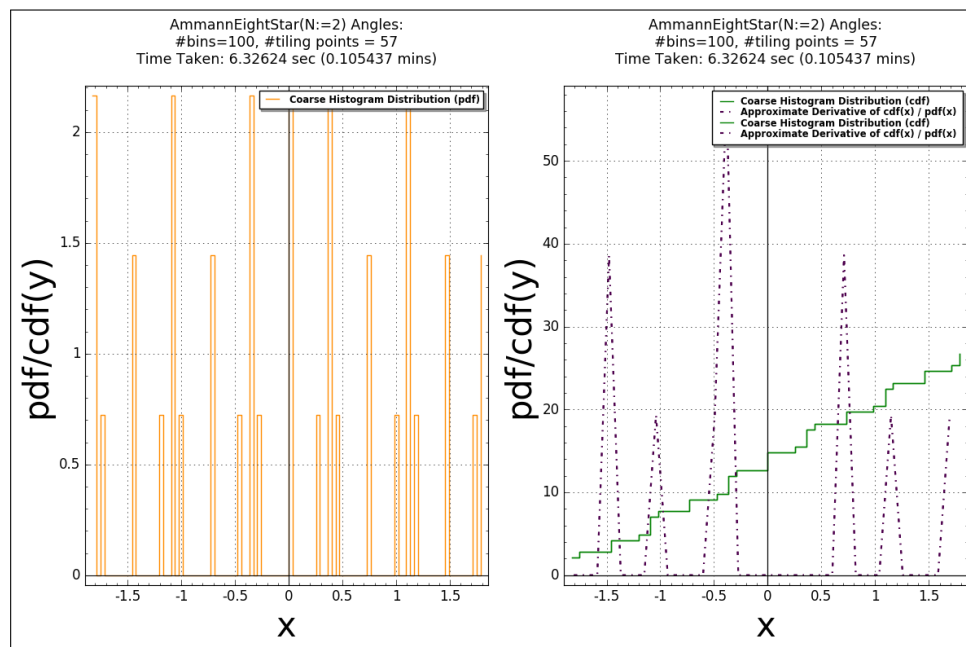 AmmannEightStar(N:=2) Angles:
#bins=100, #tiling points = 57
Time Taken: 6.32624 sec (0.105437 mins)
Coarse Histogram Distribution (pdf)
2
1.5
1
0.5
0
pdf/cdf(y)
-1.5
-1
-0.5
0
0.5
1
1.5
x
AmmannEightStar(N:=2) Angles:
#bins=100, #tiling points = 57
Time Taken: 6.32624 sec (0.105437 mins)
Coarse Histogram Distribution (cdf)
Approximate Derivative of cdf(x) / pdf(x)
Coarse Histogram Distribution (cdf)
Approximate Derivative of cdf(x) / pdf(x)
50
40
30
20
10
0
pdf/cdf(y)
-1.5
-1
-0.5
0
0.5
1
1.5
x